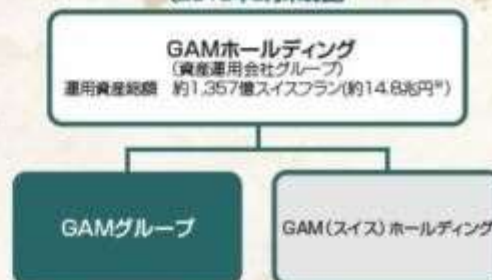 GAMホールディング
(資産運用会社グループ)
運用資産総額 約1,357億スイスフラン(約14.8兆円※)
GAMグループ
GAM(スイス)ホールディング